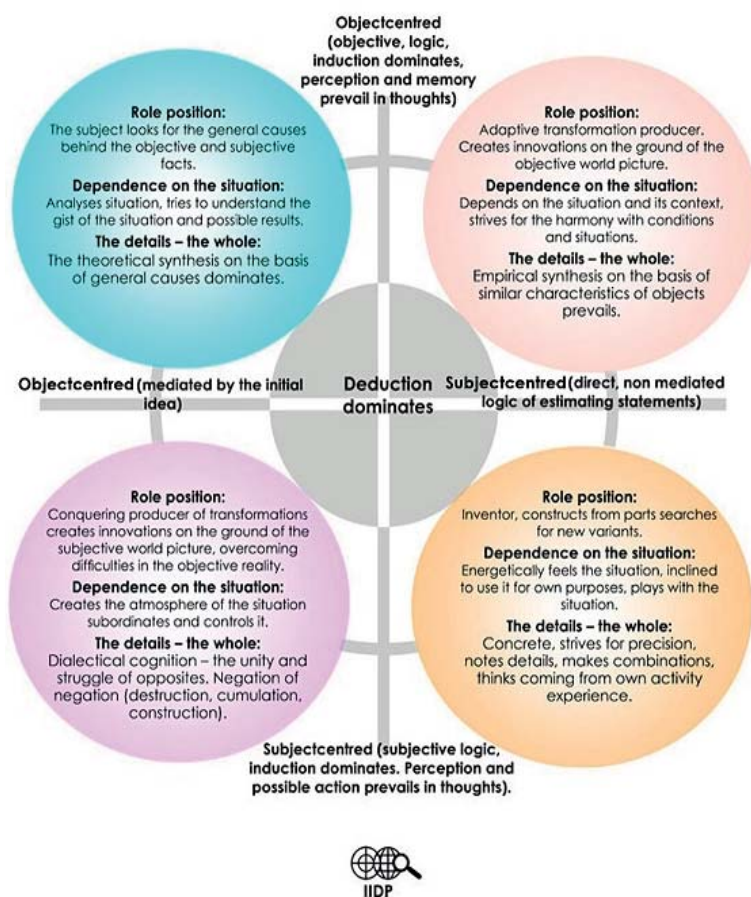 Objectcentred
(objective, logic,
induction dominates,
perception and memory
prevail in thoughts)
Role position:
The subject looks for the general causes
behind the objective and subjective
facts.
Dependence on the situation:
Analyses situation, tries to understand the
gist of the situation and possible results.
The details – the whole:
The theoretical synthesis on the basis
of general causes dominates.
Role position:
Adaptive transformation producer.
Creates innovations on the ground of the
objective world picture.
Dependence on the situation:
Depends on the situation and its context,
strives for the harmony with conditions
and situations.
The details – the whole:
Empirical synthesis on the basis of
similar characteristics of objects
prevails.
Objectcentred (mediated by the initial
idea)
Deduction
dominates
Subjectcentred (direct, non mediated
logic of estimating statements)
Role position:
Conquering producer of transformations
creates innovations on the ground of the
subjective world picture, overcoming
difficulties in the objective reality.
Dependence on the situation:
Creates the atmosphere of the situation
subordinates and controls it.
The details – the whole:
Dialectical cognition – the unity and
struggle of opposites. Negation of
negation (destruction, cumulation,
construction).
Role position:
Inventor, constructs from parts searches
for new variants.
Dependence on the situation:
Energetically feels the situation, inclined
to use it for own purposes, plays with the
situation.
The details – the whole:
Concrete, strives for precision,
notes details, makes combinations,
thinks coming from own activity
experience.
Subjectcentred (subjective logic,
induction dominates. Perception and
possible action prevails in thoughts).
IIDP